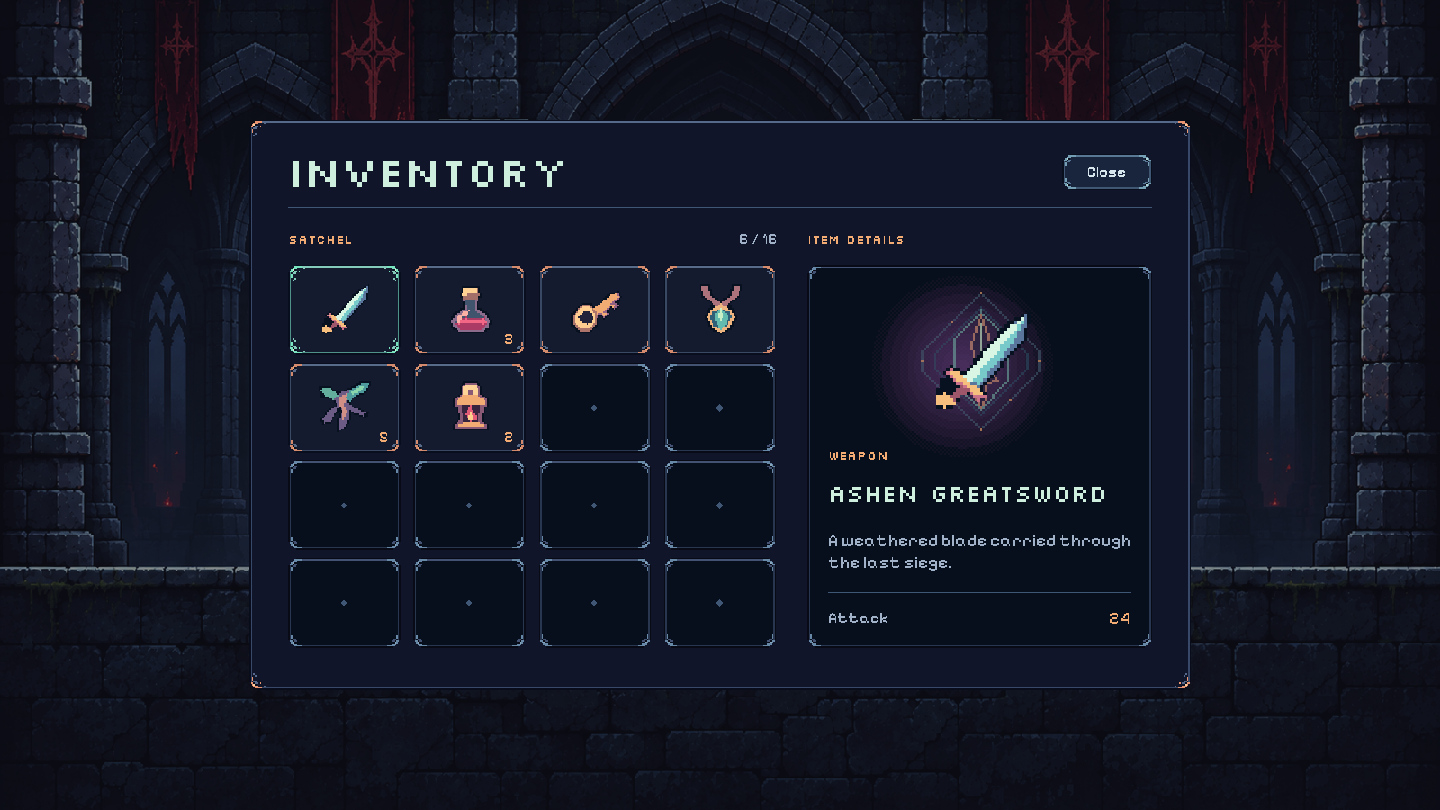 INVENTORY
Close
SATCHEL
6 / 16
ITEM DETAILS
3
9
2
WEAPON
ASHEN GREATSWORD
A weathered blade carried through
the last siege.
Attack
24